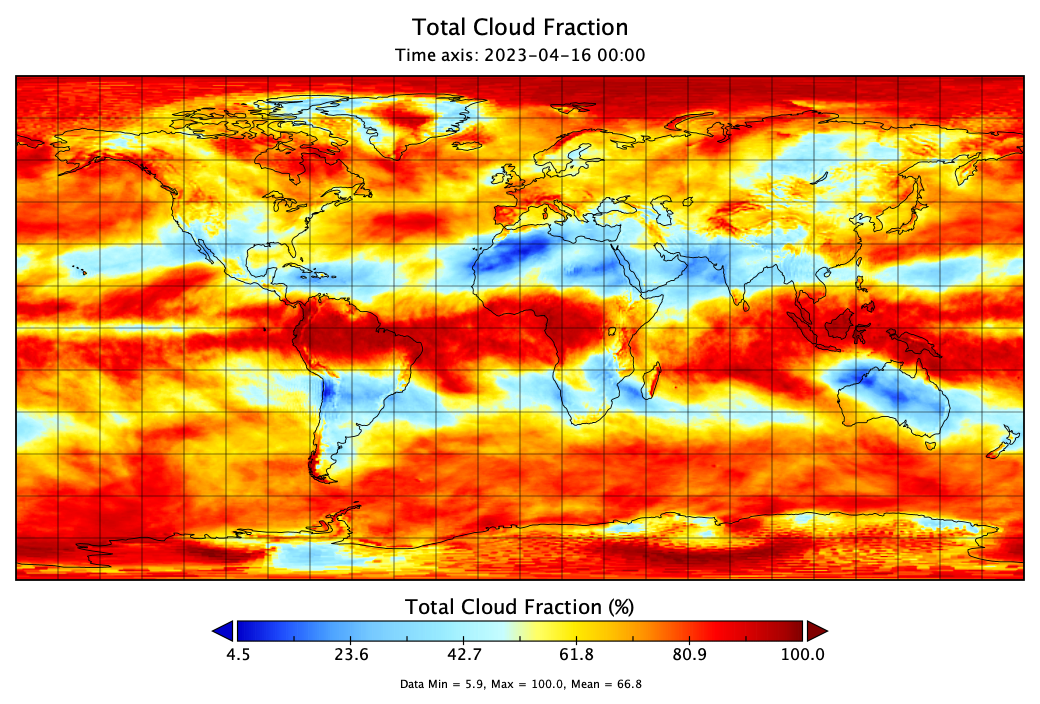 Total Cloud Fraction
Time axis: 2023-04-16 00:00
Total Cloud Fraction (%)
4.5 23.6 42.7 61.8 80.9 100.0
Data Min = 5.9, Max = 100.0, Mean = 66.8